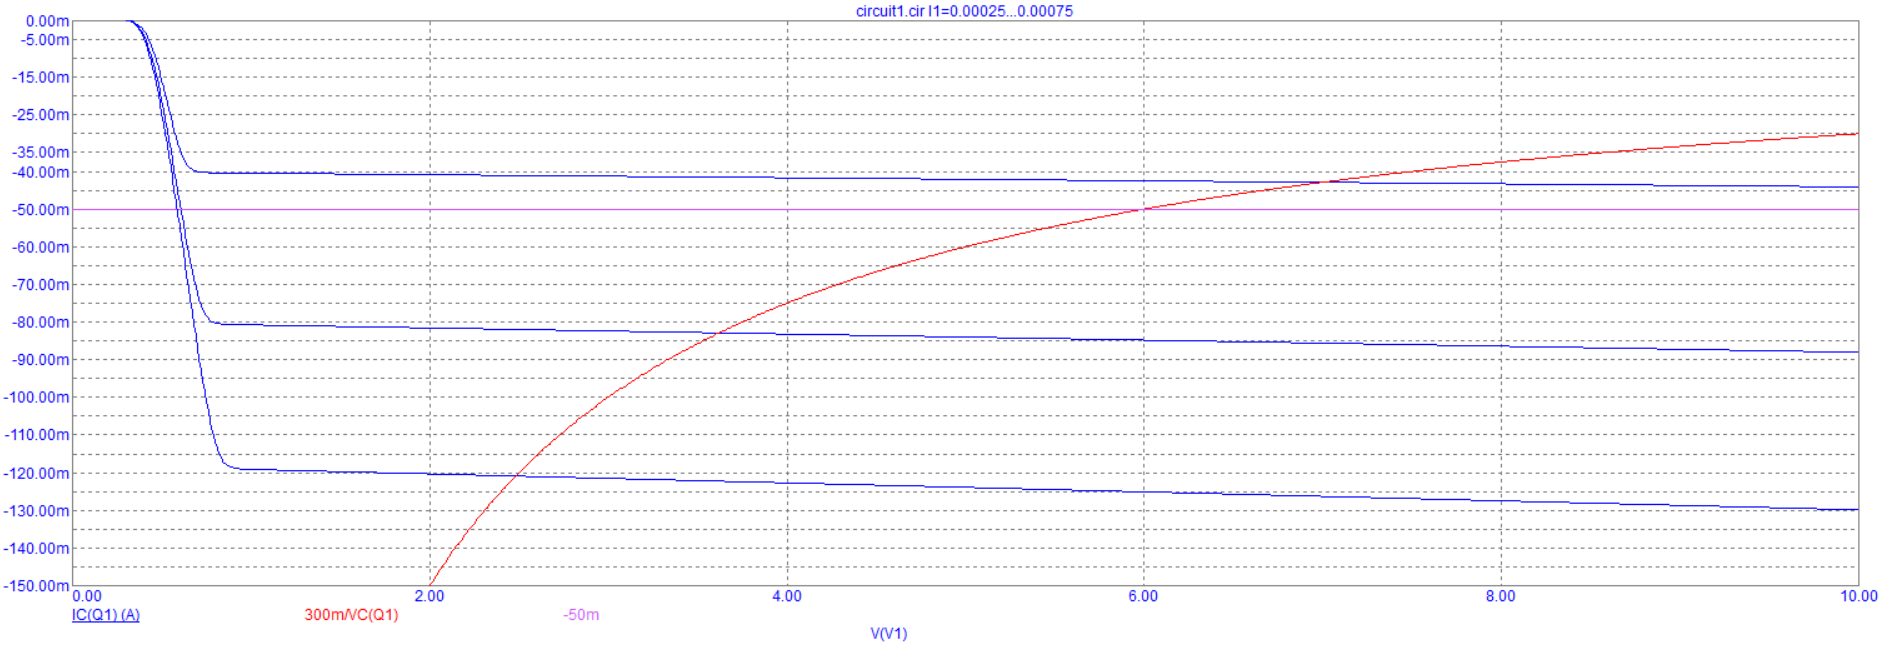 circuit1.cir I1=0.00025...0.00075
0.00m
-5.00m
-15.00m
-25.00m
-35.00m
-40.00m
-50.00m
-60.00m
-70.00m
-80.00m
-90.00m
-100.00m
-110.00m
-120.00m
-130.00m
-140.00m
-150.00m
0.00 2.00 4.00 6.00 8.00 10.00
IC(Q1) (A) 300m/VC(Q1) -50m
V(V1)